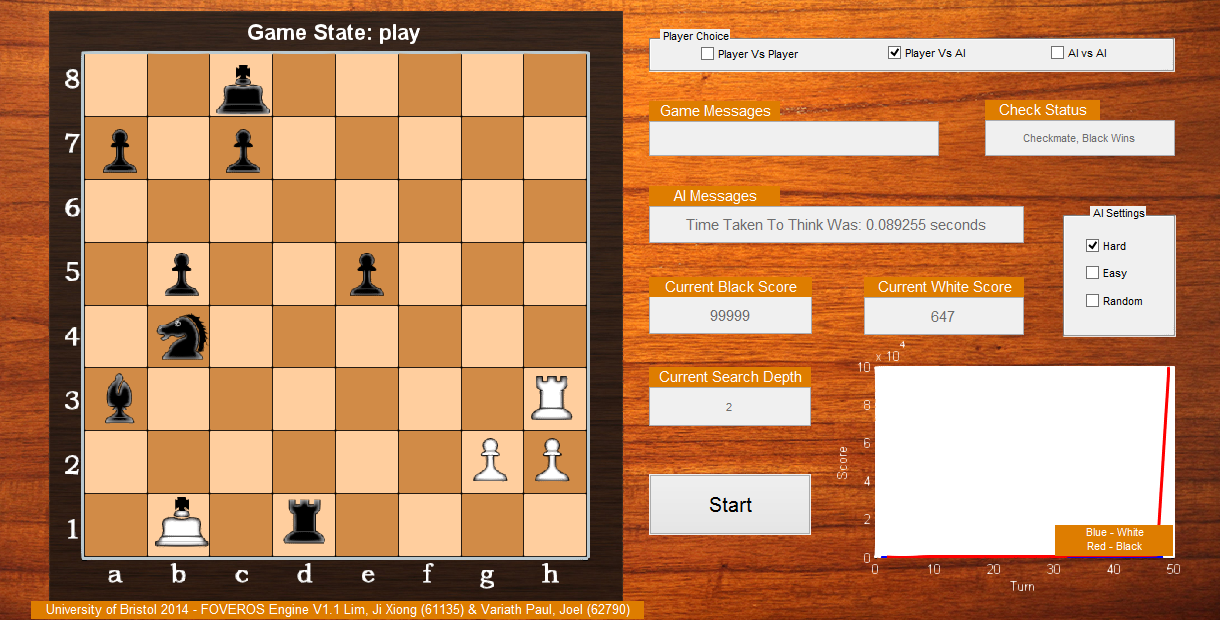 Game State: play
8
7
6
5
4
3
2
1
a b c d e f g h
University of Bristol 2014 - FOVEROS Engine V1.1 Lim, Ji Xiong (61135) & Variath Paul, Joel (62790)
Player Choice
Player Vs Player
Player Vs AI
AI vs AI
Game Messages
Check Status
Checkmate, Black Wins
AI Messages
Time Taken To Think Was: 0.089255 seconds
AI Settings
Hard
Easy
Random
Current Black Score
99999
Current White Score
647
Current Search Depth
2
Start
x 10 4
10
8
6
4
2
0
Score
0 10 20 30 40 50
Turn
Blue - White
Red - Black